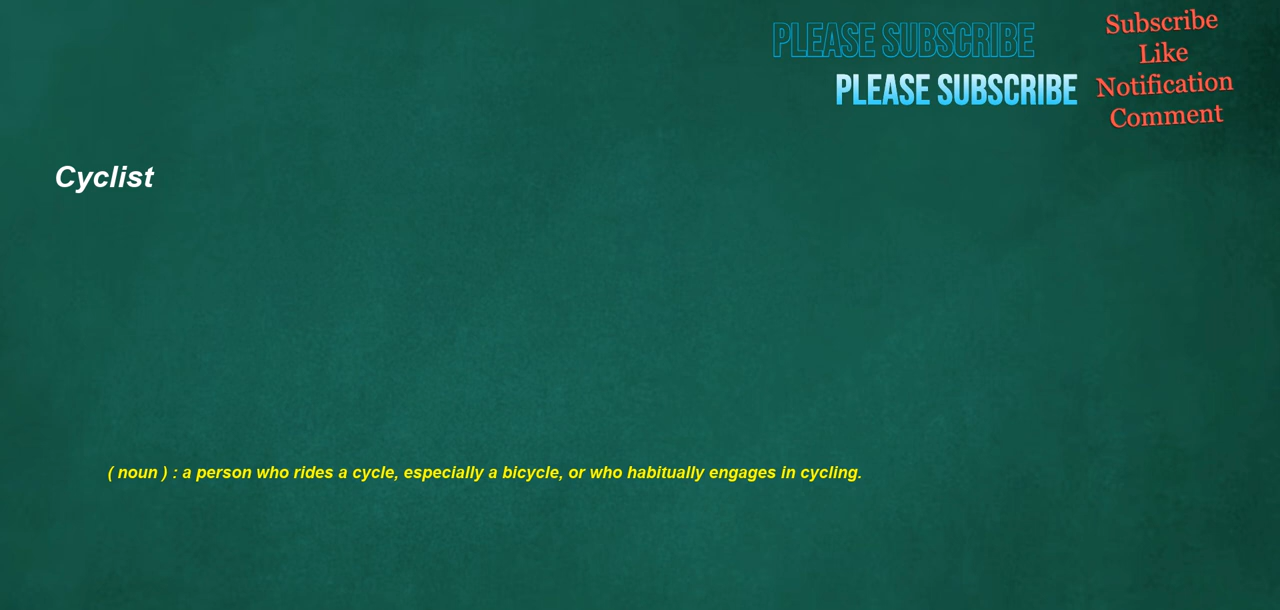 PLEASE SUBSCRIBE
PLEASE SUBSCRIBE
Subscribe
Like
Notification
Comment
Cyclist
( noun ) : a person who rides a cycle, especially a bicycle, or who habitually engages in cycling.